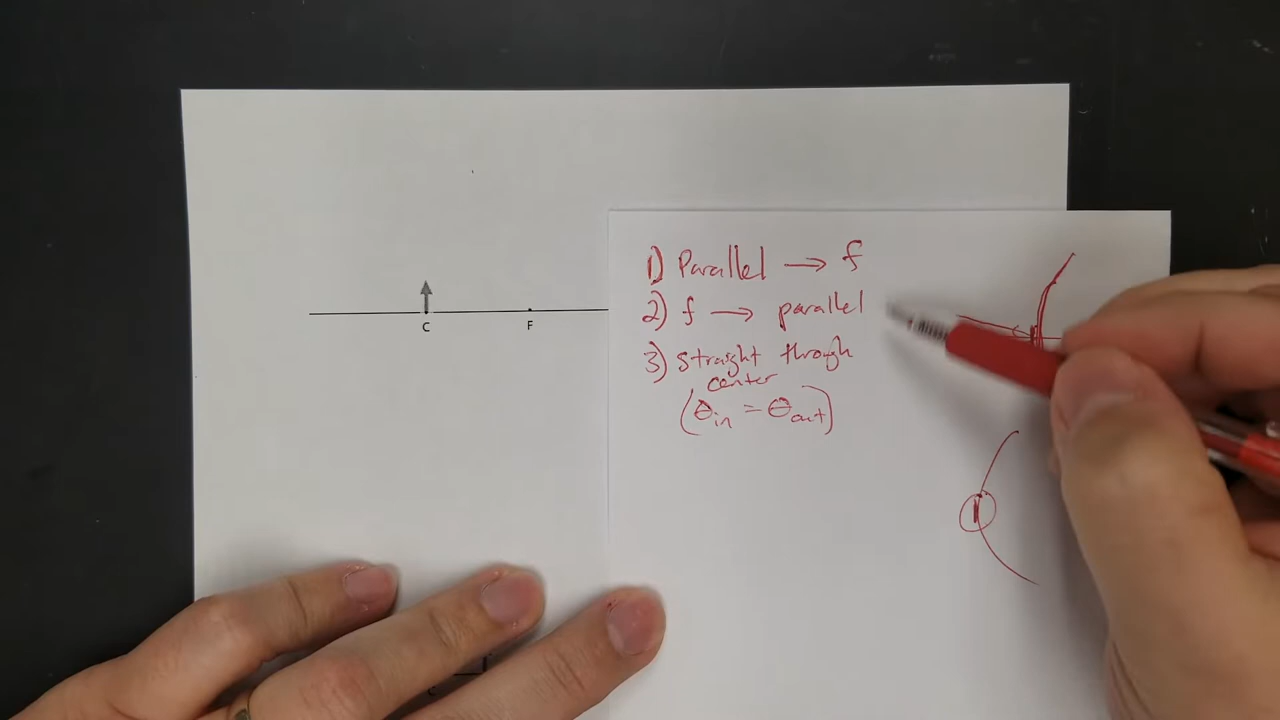 1) Parallel → f
2) f → parallel
3) straight through
center
(θin = θout)
C
F
C